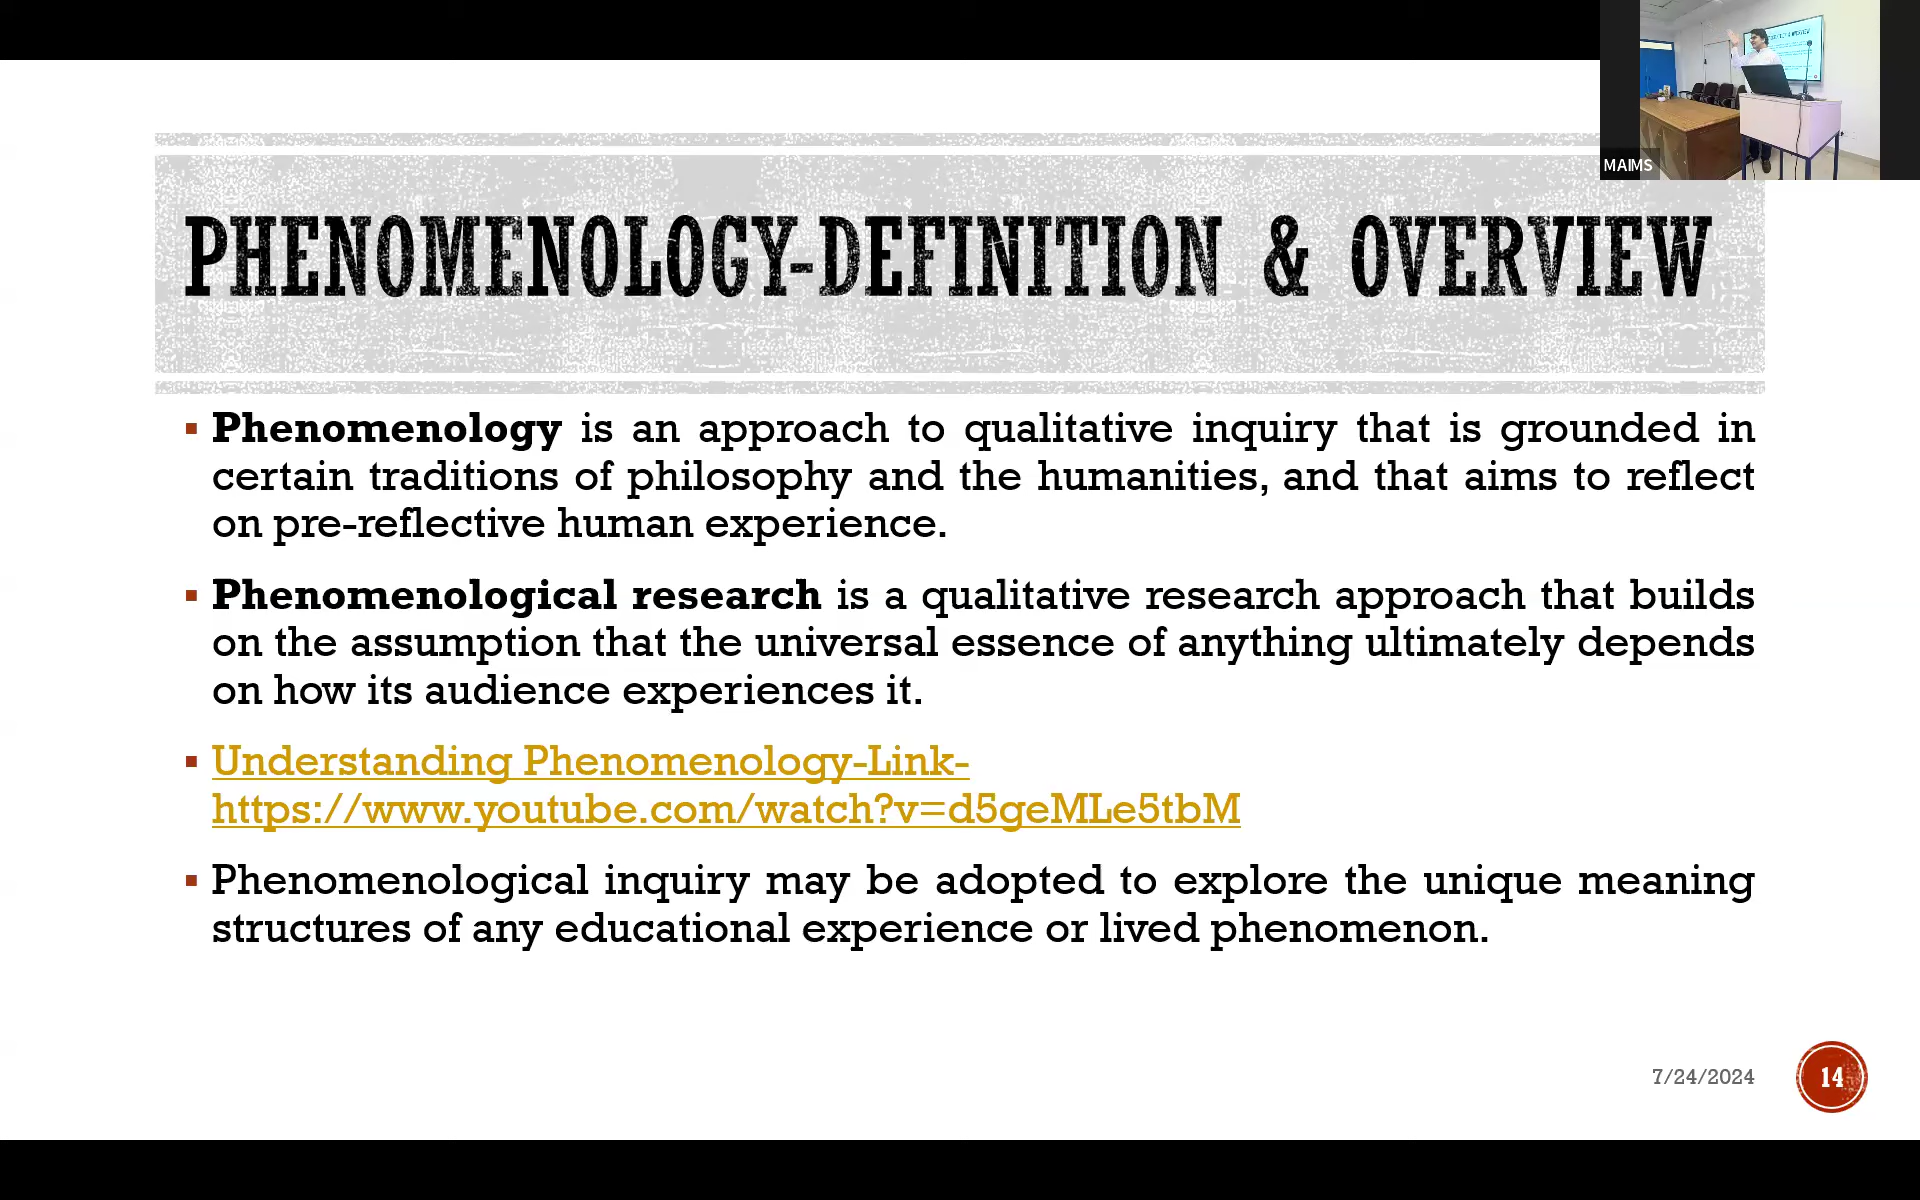 MAIMS
PHENOMENOLOGY-DEFINITION & OVERVIEW
▪ Phenomenology is an approach to qualitative inquiry that is grounded in
certain traditions of philosophy and the humanities, and that aims to reflect
on pre-reflective human experience.
▪ Phenomenological research is a qualitative research approach that builds
on the assumption that the universal essence of anything ultimately depends
on how its audience experiences it.
▪ Understanding Phenomenology-Link-
https://www.youtube.com/watch?v=d5geMLe5tbM
▪ Phenomenological inquiry may be adopted to explore the unique meaning
structures of any educational experience or lived phenomenon.
7/24/2024
14